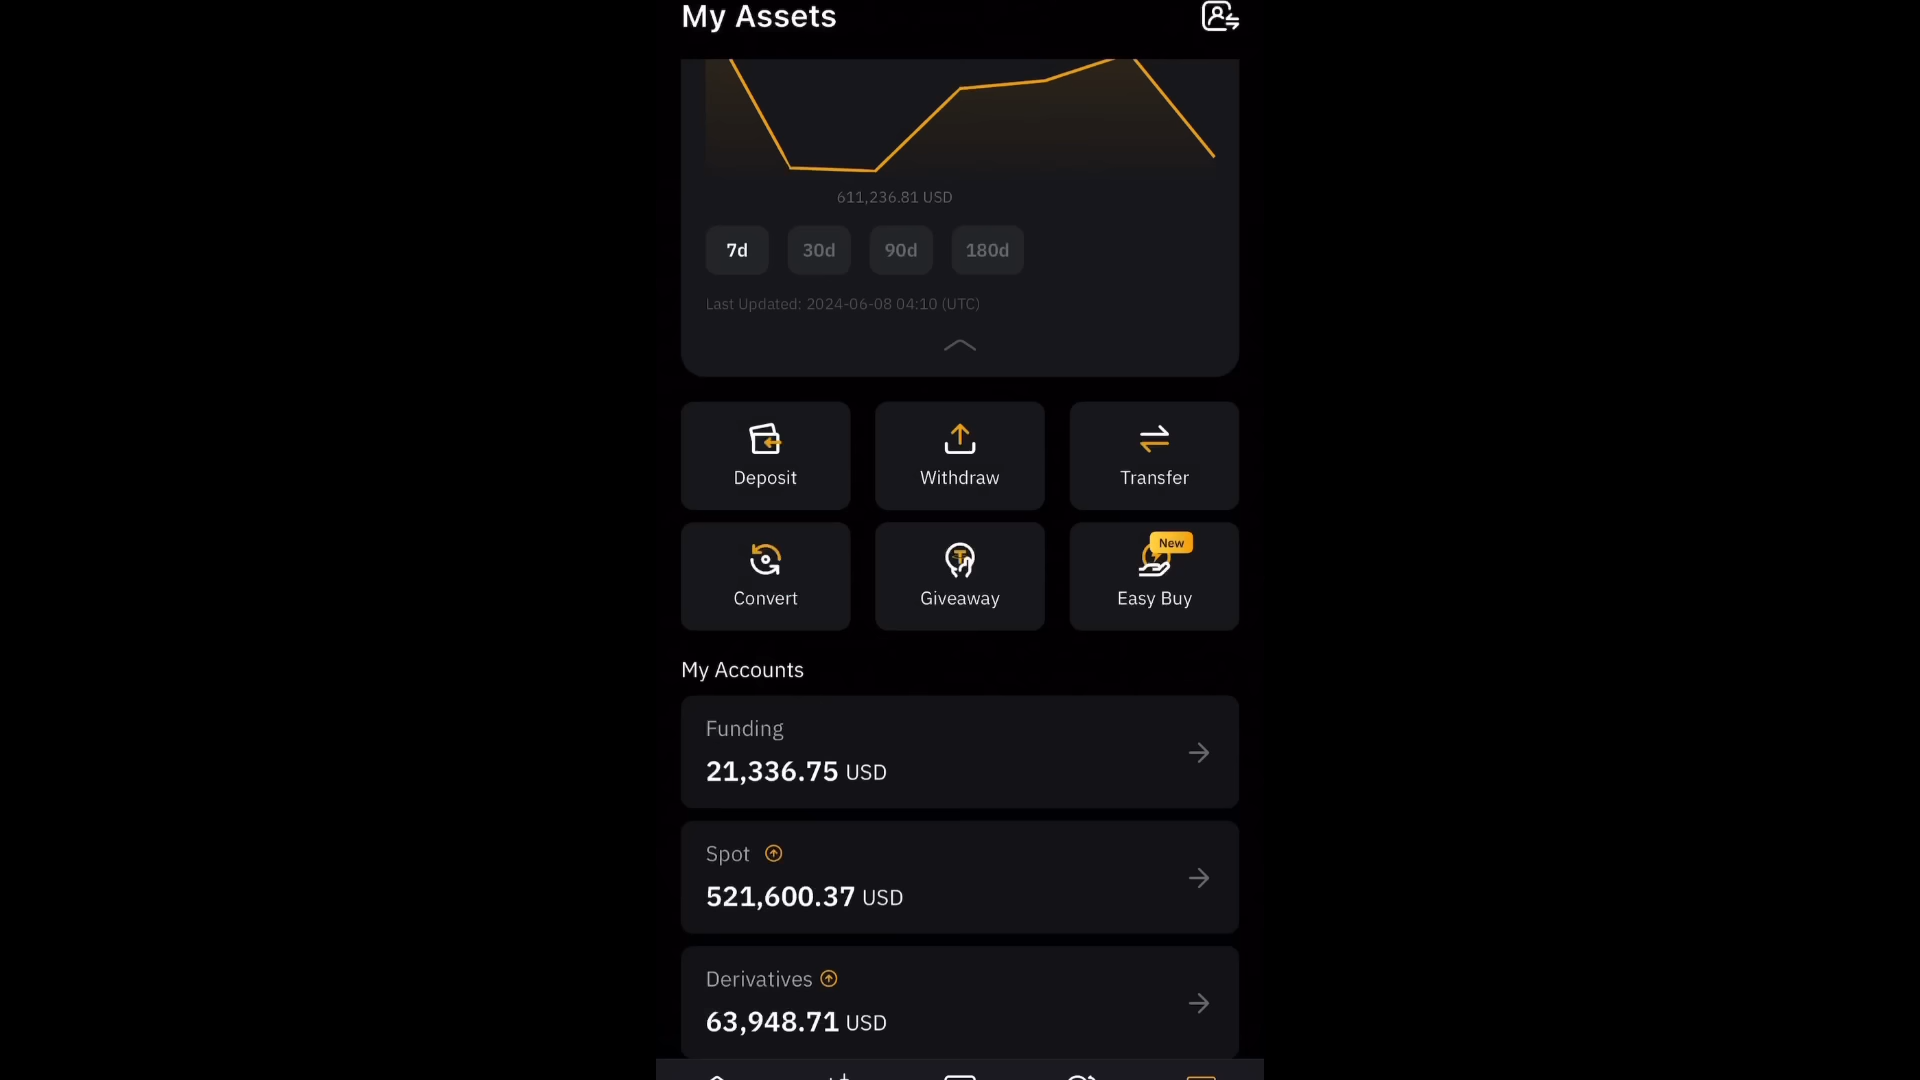 My Assets
611,236.81 USD
7d 30d 90d 180d
Last Updated: 2024-06-08 04:10 (UTC)
Deposit Withdraw Transfer
New
Convert Giveaway Easy Buy
My Accounts
Funding
21,336.75 USD
Spot
521,600.37 USD
Derivatives
63,948.71 USD